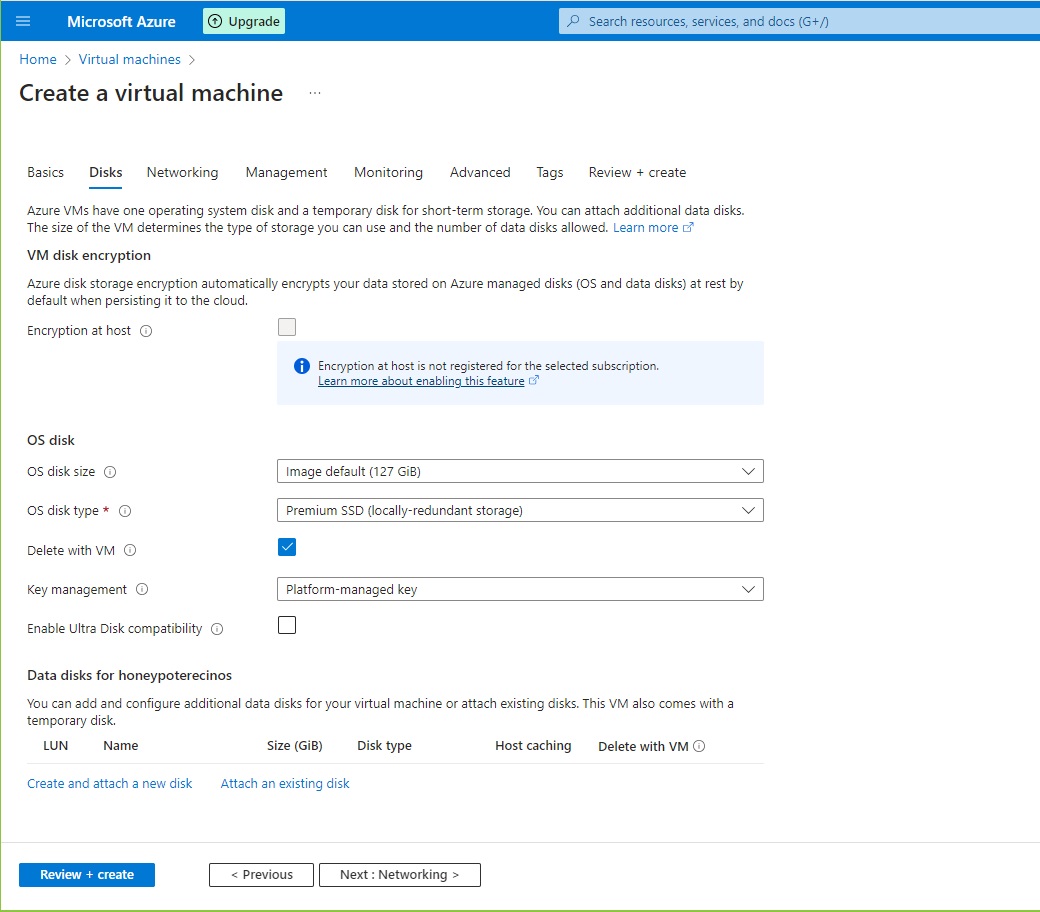 Microsoft Azure
Upgrade
Search resources, services, and docs (G+/)
Home > Virtual machines >
Create a virtual machine ...
Basics Disks Networking Management Monitoring Advanced Tags Review + create
Azure VMs have one operating system disk and a temporary disk for short-term storage. You can attach additional data disks.
The size of the VM determines the type of storage you can use and the number of data disks allowed. Learn more
VM disk encryption
Azure disk storage encryption automatically encrypts your data stored on Azure managed disks (OS and data disks) at rest by
default when persisting it to the cloud.
Encryption at host
Encryption at host is not registered for the selected subscription.
Learn more about enabling this feature
OS disk
OS disk size
Image default (127 GiB)
OS disk type *
Premium SSD (locally-redundant storage)
Delete with VM
Key management
Platform-managed key
Enable Ultra Disk compatibility
Data disks for honeypoterecinos
You can add and configure additional data disks for your virtual machine or attach existing disks. This VM also comes with a
temporary disk.
LUN Name Size (GiB) Disk type Host caching Delete with VM
Create and attach a new disk Attach an existing disk
Review + create < Previous Next : Networking >